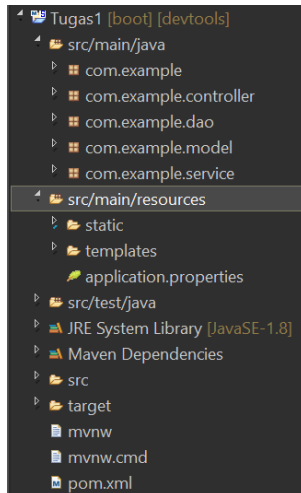 Tugas1 [boot] [devtools]
src/main/java
com.example
com.example.controller
com.example.dao
com.example.model
com.example.service
src/main/resources
static
templates
application.properties
src/test/java
JRE System Library [JavaSE-1.8]
Maven Dependencies
src
target
mvnw
mvnw.cmd
pom.xml